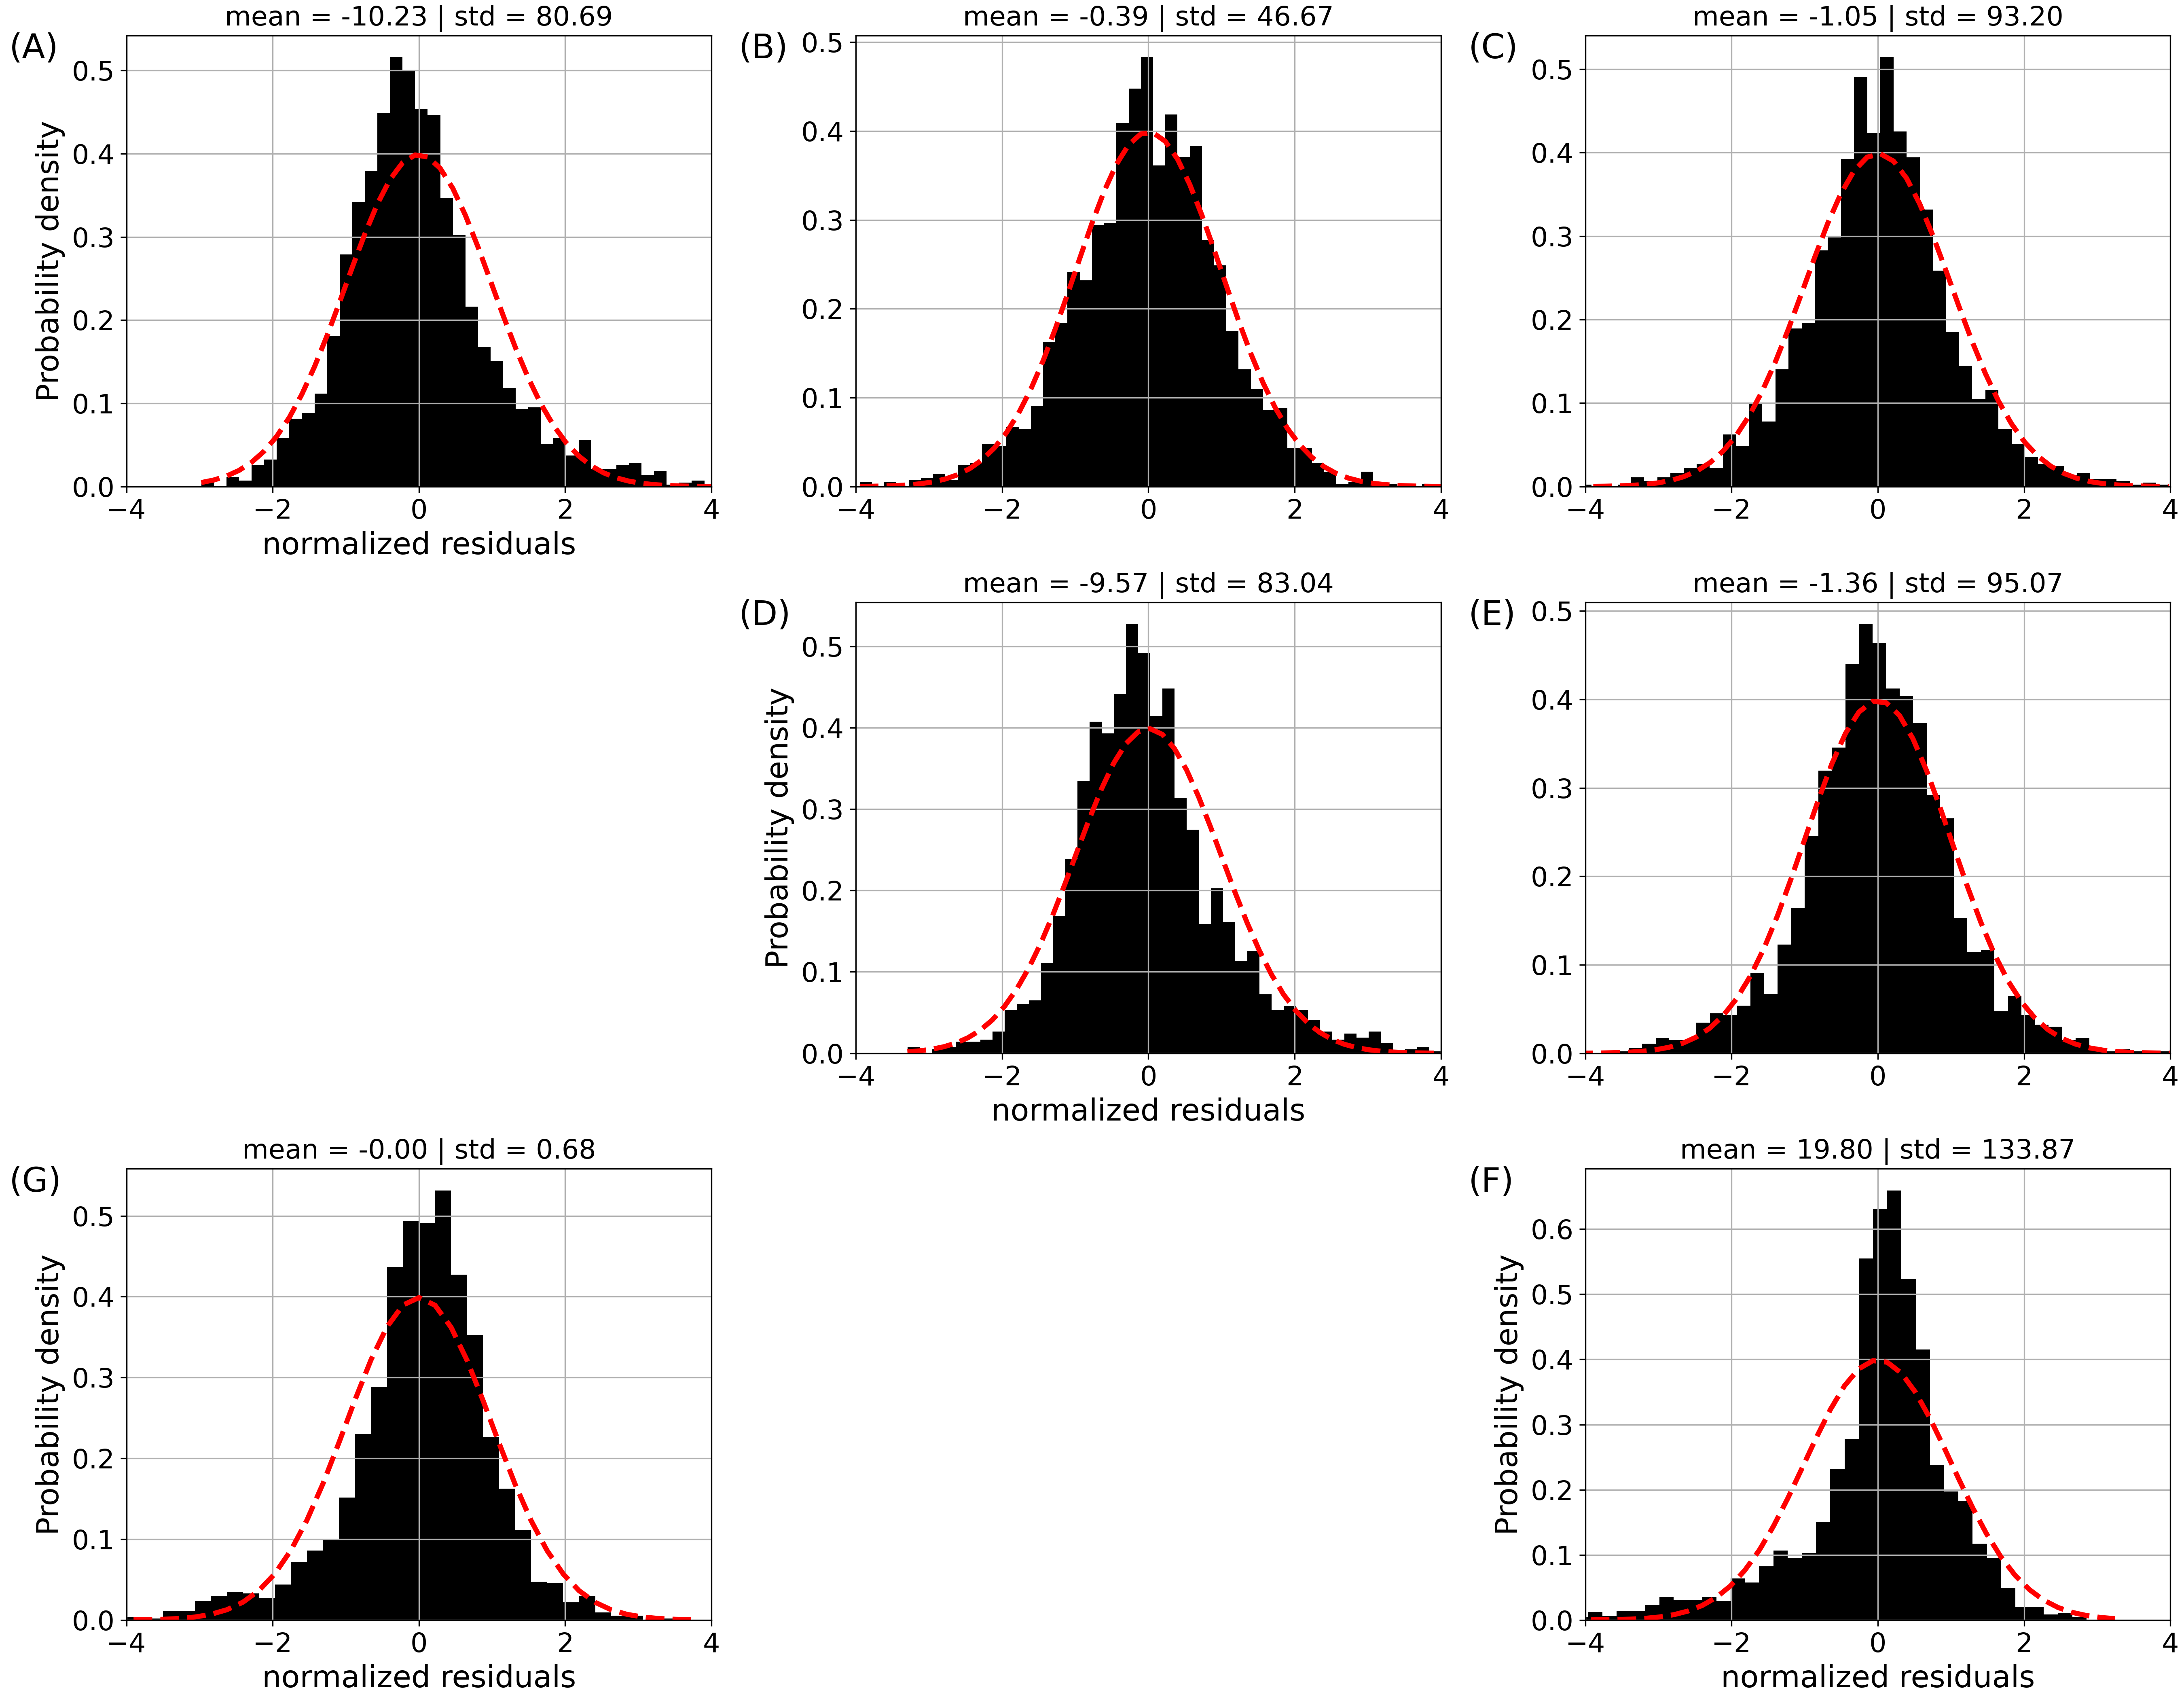 mean = -10.23 | std = 80.69
(A)
Probability density
0.5
0.4
0.3
0.2
0.1
0.0
−4 −2 0 2 4
normalized residuals
mean = -0.39 | std = 46.67
(B)
0.5
0.4
0.3
0.2
0.1
0.0
−4 −2 0 2 4
mean = -1.05 | std = 93.20
(C)
0.5
0.4
0.3
0.2
0.1
0.0
−4 −2 0 2 4
mean = -9.57 | std = 83.04
(D)
Probability density
0.5
0.4
0.3
0.2
0.1
0.0
−4 −2 0 2 4
normalized residuals
mean = -1.36 | std = 95.07
(E)
0.5
0.4
0.3
0.2
0.1
0.0
−4 −2 0 2 4
mean = -0.00 | std = 0.68
(G)
Probability density
0.5
0.4
0.3
0.2
0.1
0.0
−4 −2 0 2 4
normalized residuals
mean = 19.80 | std = 133.87
(F)
Probability density
0.6
0.5
0.4
0.3
0.2
0.1
0.0
−4 −2 0 2 4
normalized residuals